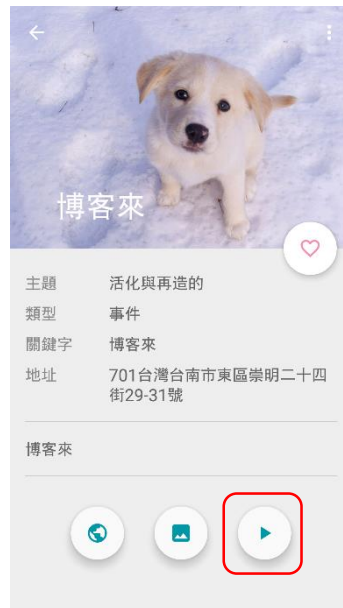 博客來
主題 活化與再造的
類型 事件
關鍵字 博客來
地址 701台灣台南市東區崇明二十四
街29-31號
博客來